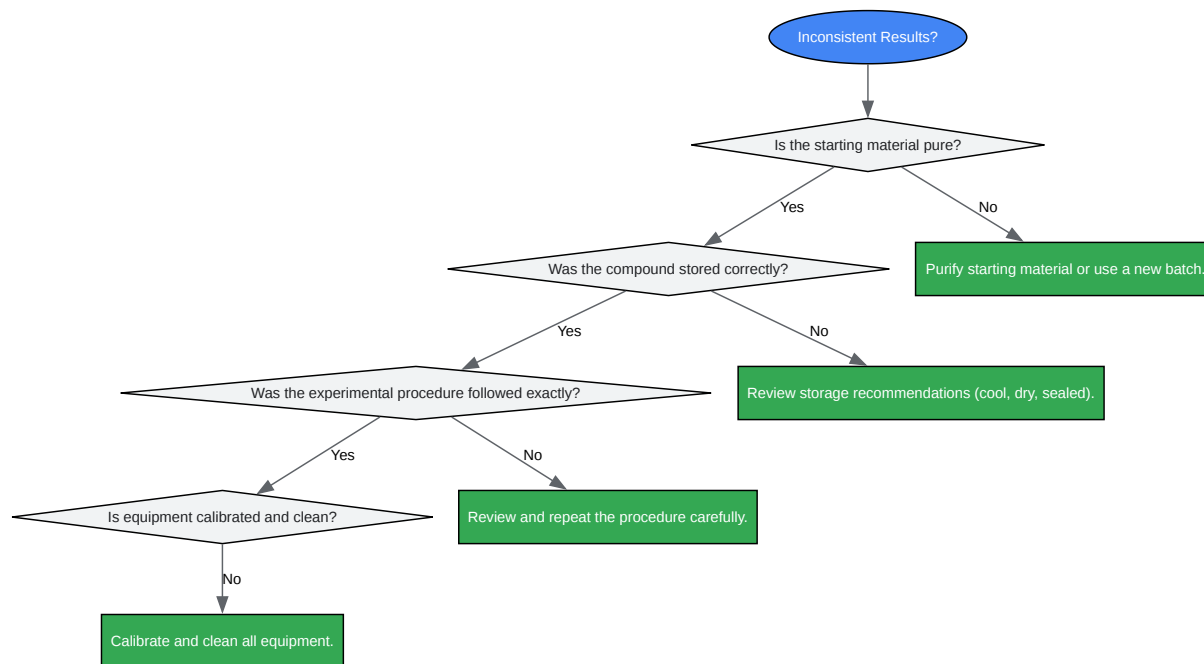 Inconsistent Results?
Is the starting material pure?
Yes
No
Was the compound stored correctly?
Purify starting material or use a new batch.
Yes
No
Was the experimental procedure followed exactly?
Review storage recommendations (cool, dry, sealed).
Yes
No
Is equipment calibrated and clean?
Review and repeat the procedure carefully.
No
Calibrate and clean all equipment.